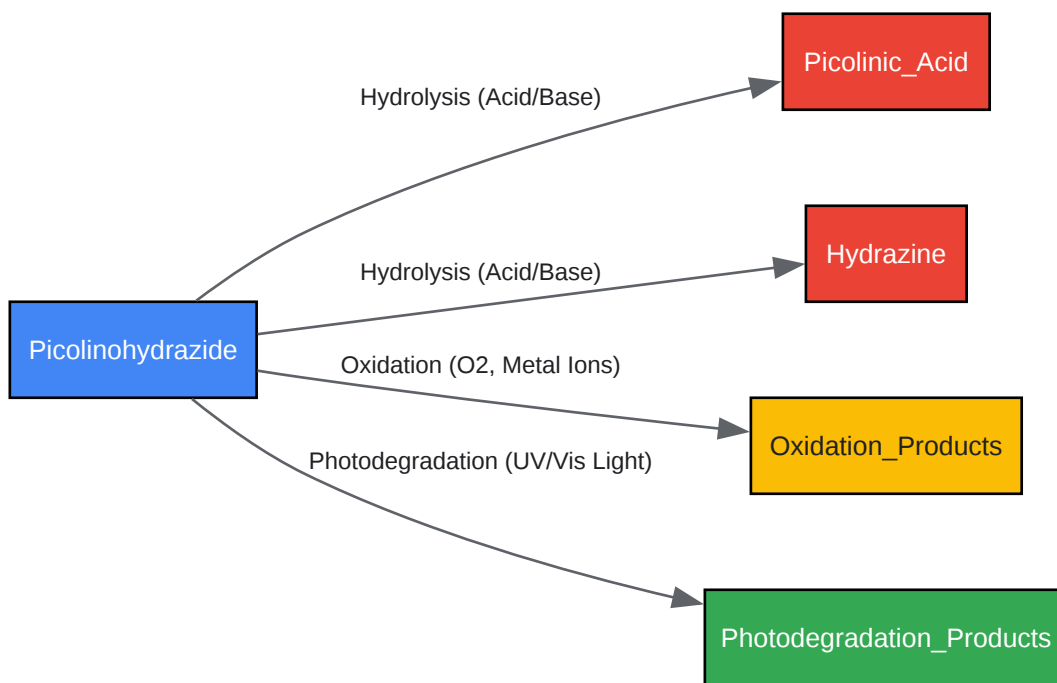 Picolinic_Acid
Hydrolysis (Acid/Base)
Hydrazine
Hydrolysis (Acid/Base)
Picolinohydrazide
Oxidation (O2, Metal Ions)
Oxidation_Products
Photodegradation (UV/Vis Light)
Photodegradation_Products